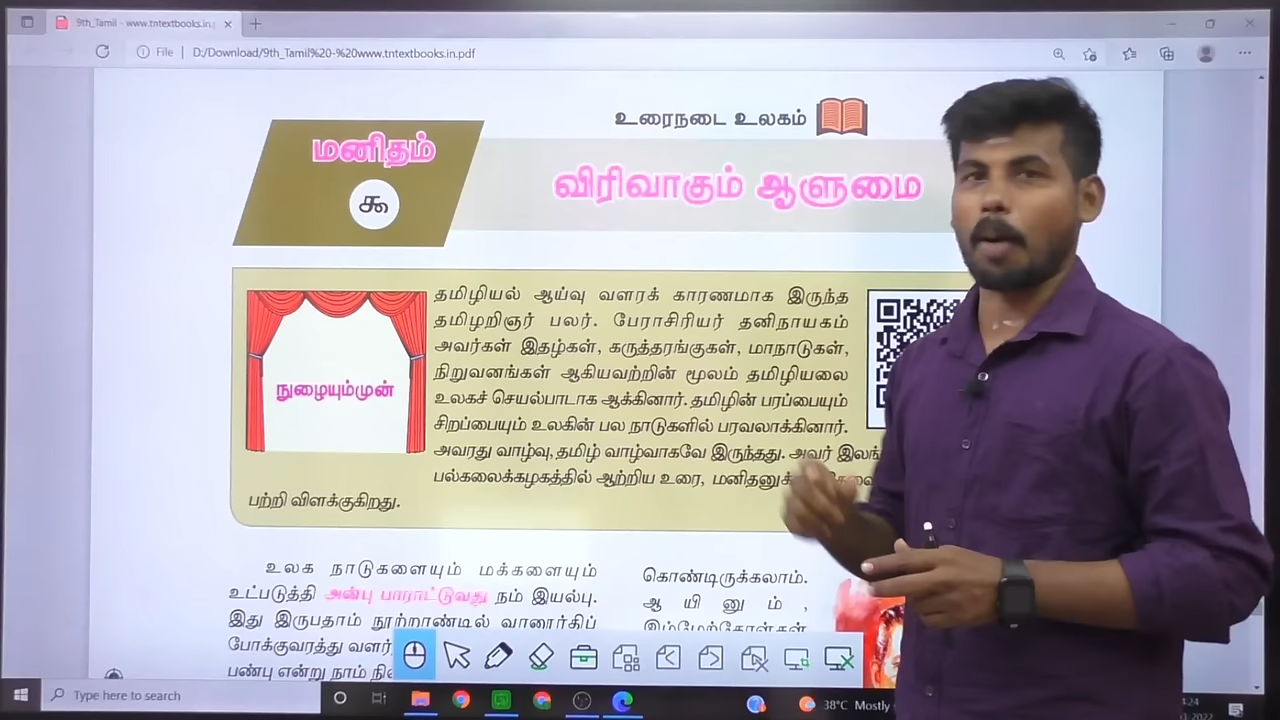 9th_Tamil - www.tntextbooks.in.p
File | D:/Download/9th_Tamil%20-%20www.tntextbooks.in.pdf
உரைநடை உலகம்
மனிதம்
௯
விரிவாகும் ஆளுமை
நுழையும்முன்
தமிழியல் ஆய்வு வளரக் காரணமாக இருந்த
தமிழறிஞர் பலர். பேராசிரியர் தனிநாயகம்
அவர்கள் இதழ்கள், கருத்தரங்குகள், மாநாடுகள்,
நிறுவனங்கள் ஆகியவற்றின் மூலம் தமிழியலை
உலகச் செயல்பாடாக ஆக்கினார். தமிழின் பரப்பையும்
சிறப்பையும் உலகின் பல நாடுகளில் பரவலாக்கினார்.
அவரது வாழ்வு, தமிழ் வாழ்வாகவே இருந்தது. அவர்
பல்கலைக்கழகத்தில் ஆற்றிய உரை,
பற்றி விளக்குகிறது.
உலக நாடுகளையும் மக்களையும்
உட்படுத்தி அன்பு பாராட்டுவது நம் இயல்பு.
இது இருபதாம் நூற்றாண்டில்
போக்குவரத்து
பண்பு என்று நாம்
கொண்டிருக்கலாம்.
ஆயினும்,
இம்மேற்கோள்கள்
Type here to search
38°C Mostly
2022